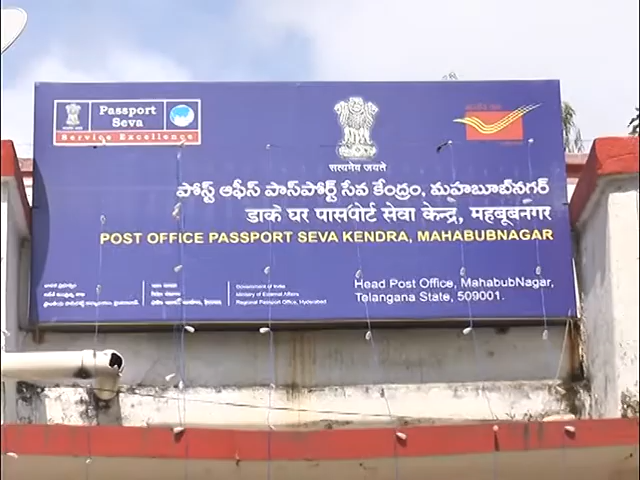 Passport
Seva
Service Excellence
सत्यमेव जयते
పోస్ట్ ఆఫీస్ పాస్‌పోర్ట్ సేవ కేంద్రం, మహబూబ్‌నగర్
डाक घर पासपोर्ट सेवा केन्द्र, महबूबनगर
POST OFFICE PASSPORT SEVA KENDRA, MAHABUBNAGAR
Government of India
Ministry of External Affairs
Regional Passport Office, Hyderabad
Head Post Office, MahabubNagar,
Telangana State, 509001.